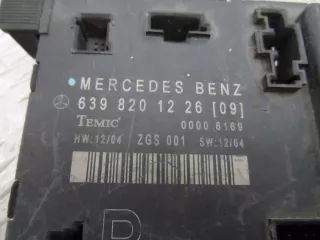 MERCEDES BENZ
639 820 12 26 [09]
TEMIC 0000 6169
HW:12/04 ZGS 001 SW:12/04